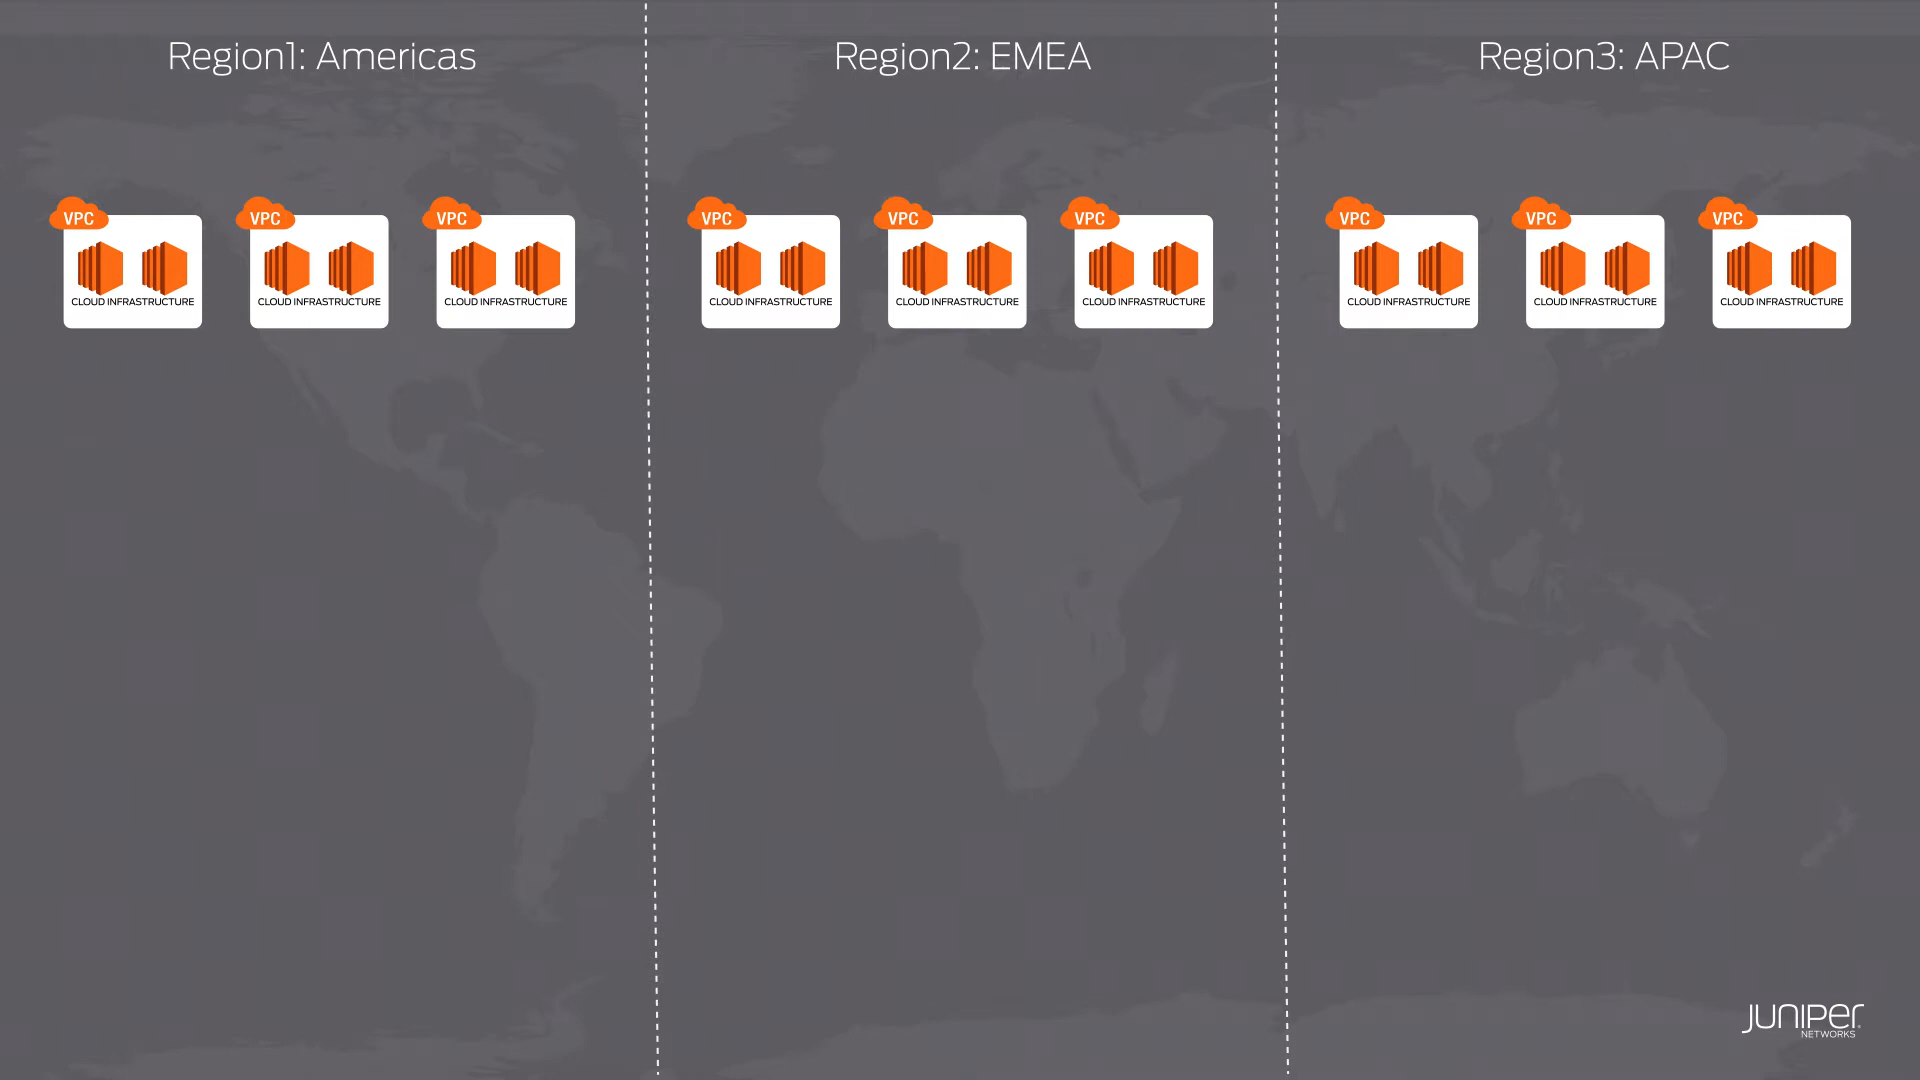 Region1: Americas
Region2: EMEA
Region3: APAC
VPC
VPC
VPC
VPC
VPC
VPC
VPC
VPC
VPC
CLOUD INFRASTRUCTURE
CLOUD INFRASTRUCTURE
CLOUD INFRASTRUCTURE
CLOUD INFRASTRUCTURE
CLOUD INFRASTRUCTURE
CLOUD INFRASTRUCTURE
CLOUD INFRASTRUCTURE
CLOUD INFRASTRUCTURE
CLOUD INFRASTRUCTURE
JUNIPER
NETWORKS